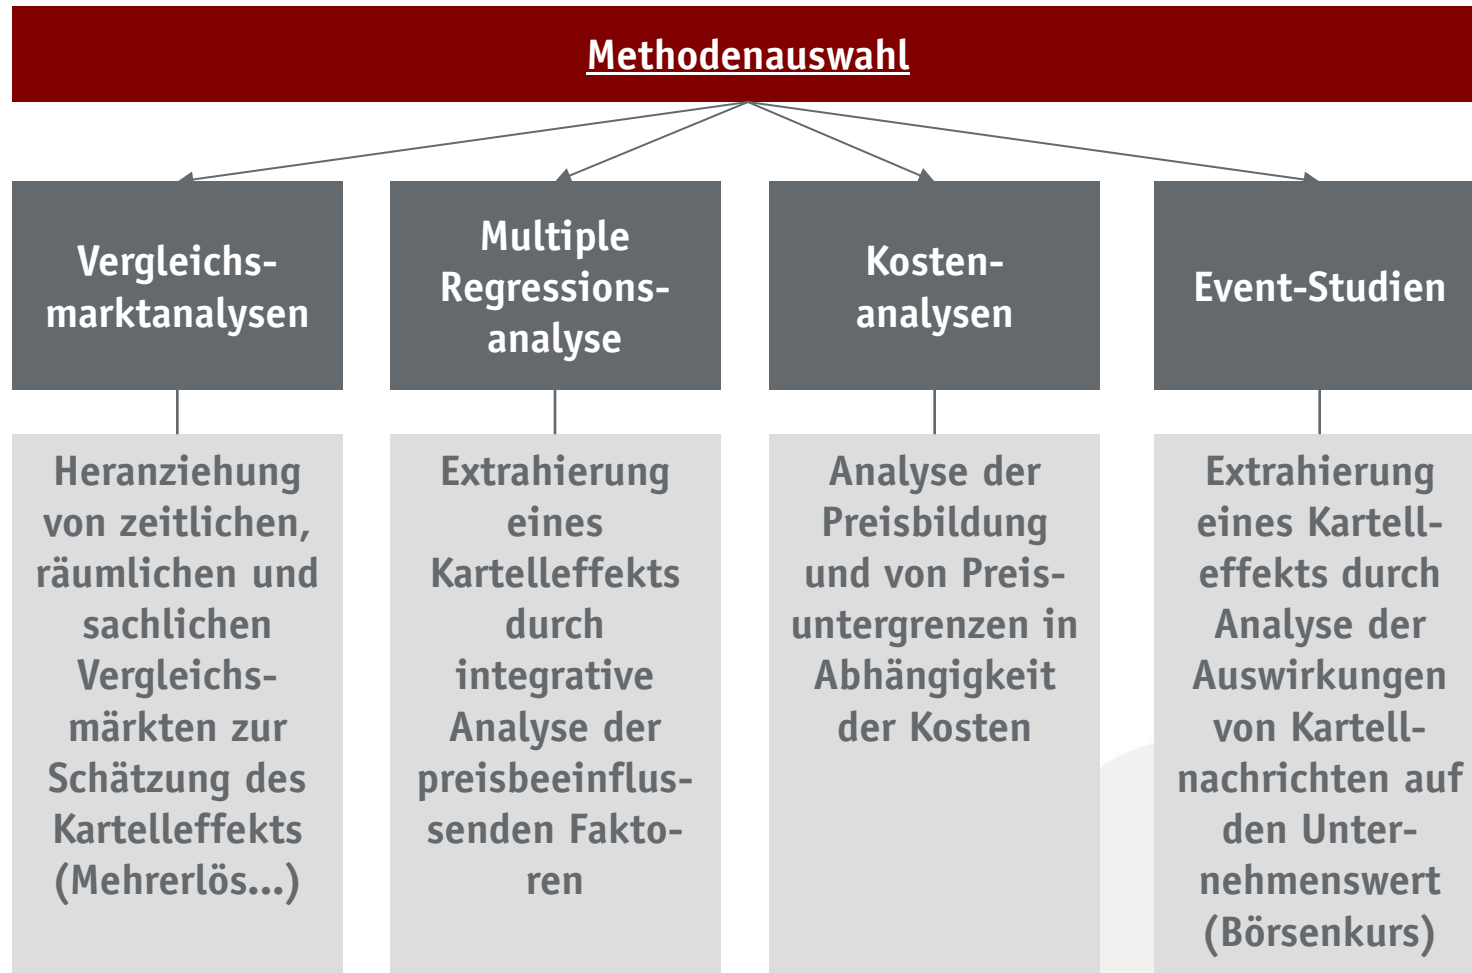 Methodenauswahl
Vergleichs-
marktanalysen
Multiple
Regressions-
analyse
Kosten-
analysen
Event-Studien
Heranziehung
von zeitlichen,
räumlichen und
sachlichen
Vergleichs-
märkten zur
Schätzung des
Kartelleffekts
(Mehrerlös...)
Extrahierung
eines
Kartelleffekts
durch
integrative
Analyse der
preisbeeinflus-
senden Fakto-
ren
Analyse der
Preisbildung
und von Preis-
untergrenzen in
Abhängigkeit
der Kosten
Extrahierung
eines Kartell-
effekts durch
Analyse der
Auswirkungen
von Kartell-
nachrichten auf
den Unter-
nehmenswert
(Börsenkurs)